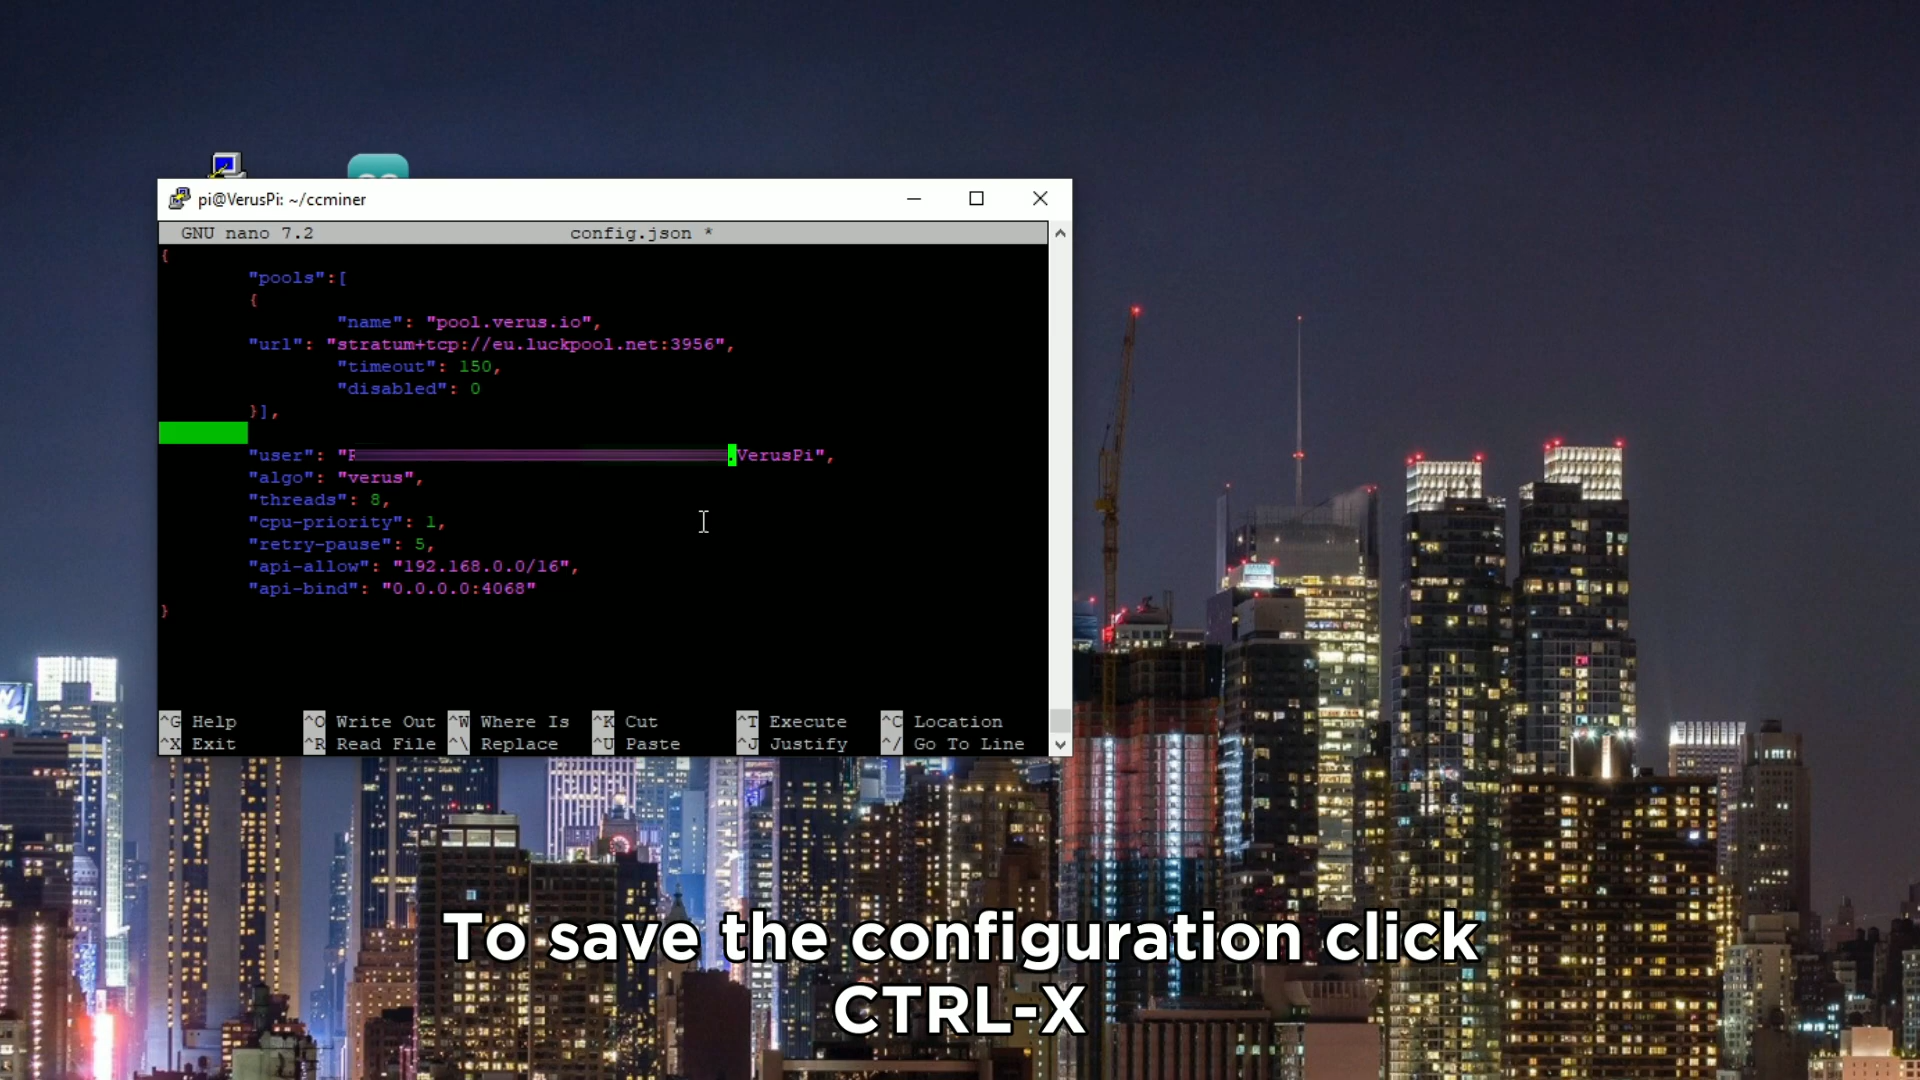 pi@VerusPi: ~/ccminer
GNU nano 7.2 config.json *
{
"pools":[
{
"name": "pool.verus.io",
"url": "stratum+tcp://eu.luckpool.net:3956",
"timeout": 150,
"disabled": 0
}],
"user": "R .VerusPi",
"algo": "verus",
"threads": 8,
"cpu-priority": 1,
"retry-pause": 5,
"api-allow": "192.168.0.0/16",
"api-bind": "0.0.0.0:4068"
}
^G Help ^O Write Out ^W Where Is ^K Cut ^T Execute ^C Location
^X Exit ^R Read File ^\ Replace ^U Paste ^J Justify ^/ Go To Line
To save the configuration click
CTRL-X